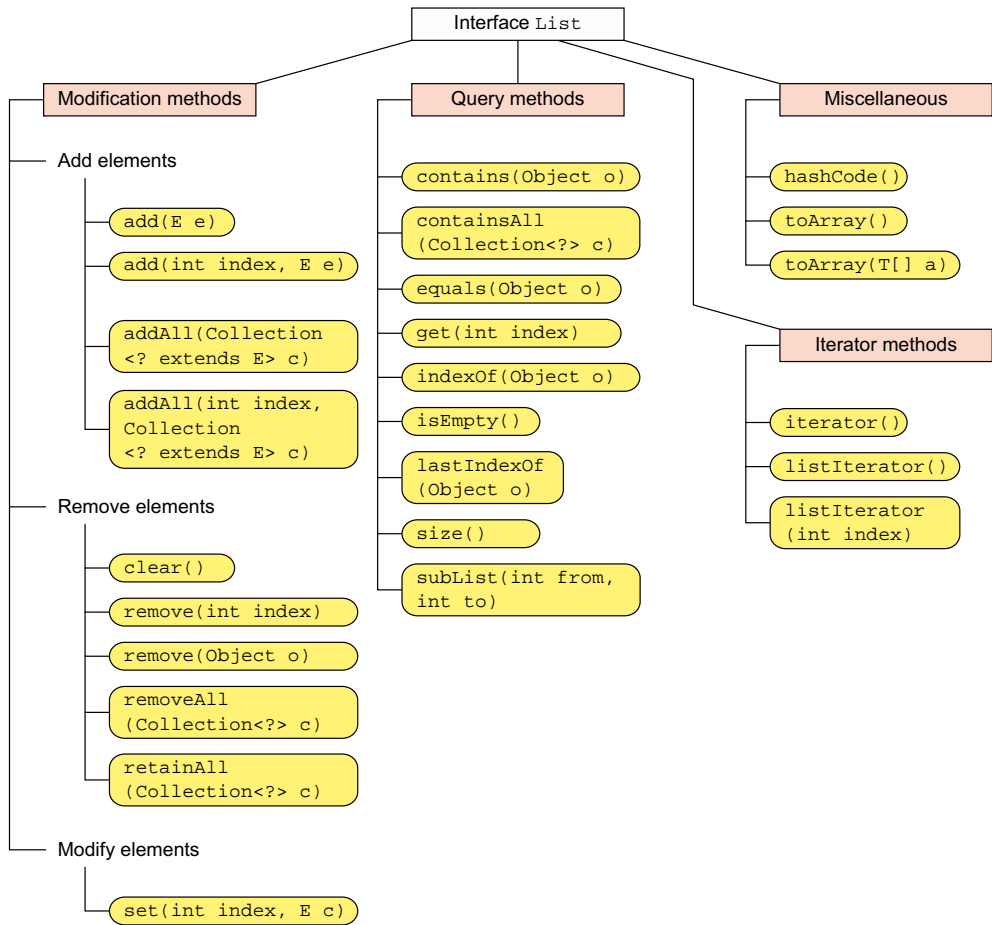 Interface List
Modification methods
Add elements
add(E e)
add(int index, E e)
addAll(Collection
<? extends E> c)
addAll(int index,
Collection
<? extends E> c)
Remove elements
clear()
remove(int index)
remove(Object o)
removeAll
(Collection<?> c)
retainAll
(Collection<?> c)
Modify elements
set(int index, E c)
Query methods
contains(Object o)
containsAll
(Collection<?> c)
equals(Object o)
get(int index)
indexOf(Object o)
isEmpty()
lastIndexOf
(Object o)
size()
subList(int from,
int to)
Miscellaneous
hashCode()
toArray()
toArray(T[] a)
Iterator methods
iterator()
listIterator()
listIterator
(int index)